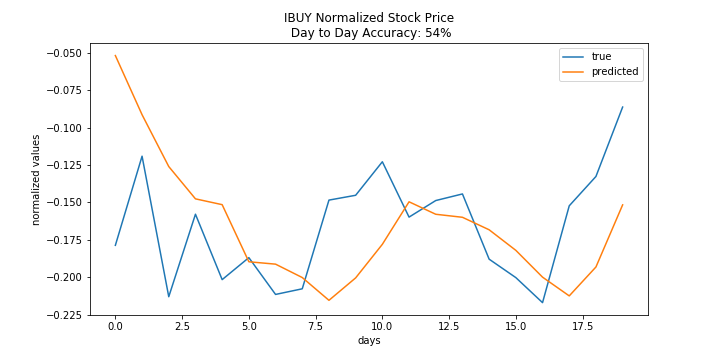 IBUY Normalized Stock Price
Day to Day Accuracy: 54%
true
predicted
normalized values
−0.050
−0.075
−0.100
−0.125
−0.150
−0.175
−0.200
−0.225
0.0 2.5 5.0 7.5 10.0 12.5 15.0 17.5
days